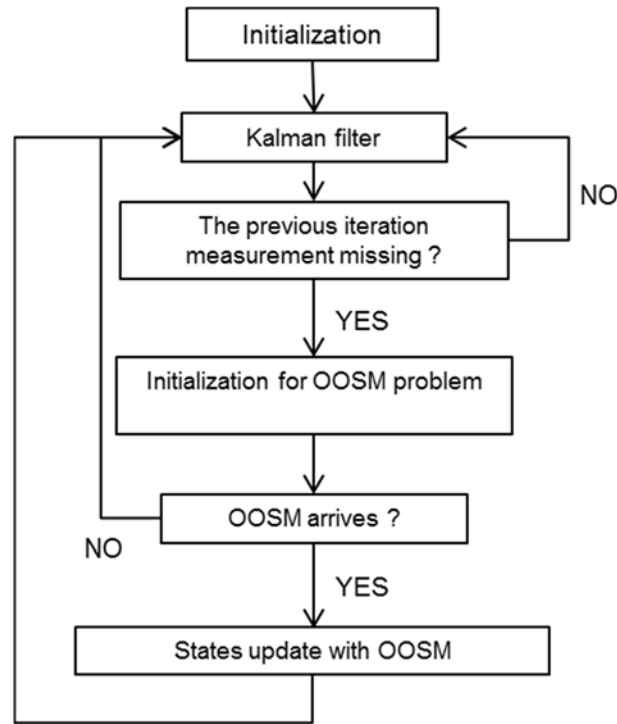 Initialization
Kalman filter
The previous iteration
measurement missing ?
NO
YES
Initialization for OOSM problem
OOSM arrives ?
NO
YES
States update with OOSM